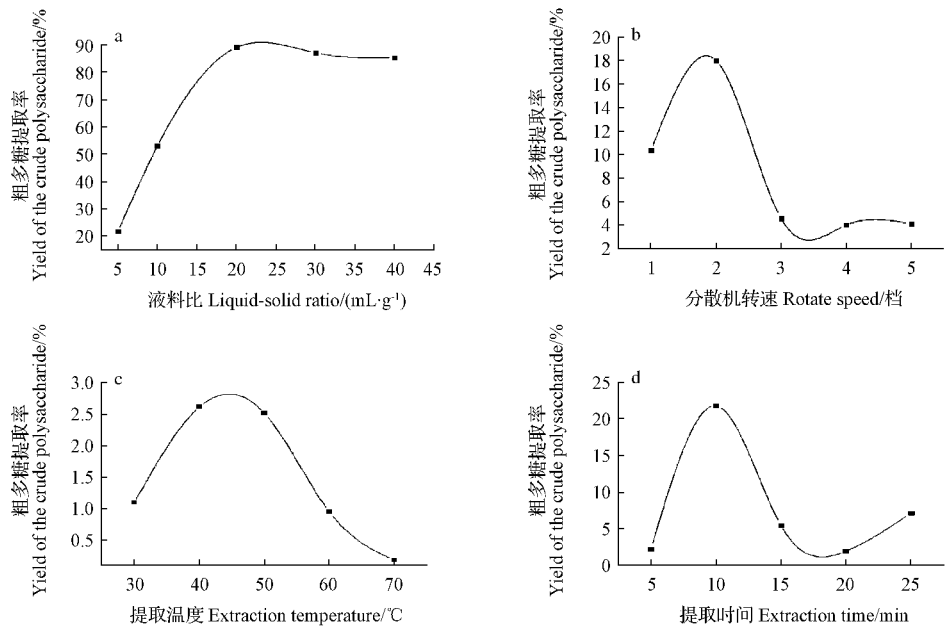 a
粗多糖提取率
Yield of the crude polysaccharide/%
90
80
70
60
50
40
90
20
5 10 15 20 25 30 35 40 45
液料比 Liquid-solid ratio/(mL·g⁻¹)
b
粗多糖提取率
Yield of the crude polysaccharide/%
20
18
16
14
12
10
8
6
4
2
1 2 3 4 5
分散机转速 Rotate speed/档
c
粗多糖提取率
Yield of the crude polysaccharide/%
3.0
2.5
2.0
1.5
1.0
0.5
30 40 50 60 70
提取温度 Extraction temperature/℃
d
粗多糖提取率
Yield of the crude polysaccharide/%
25
20
15
10
5
0
5 10 15 20 25
提取时间 Extraction time/min